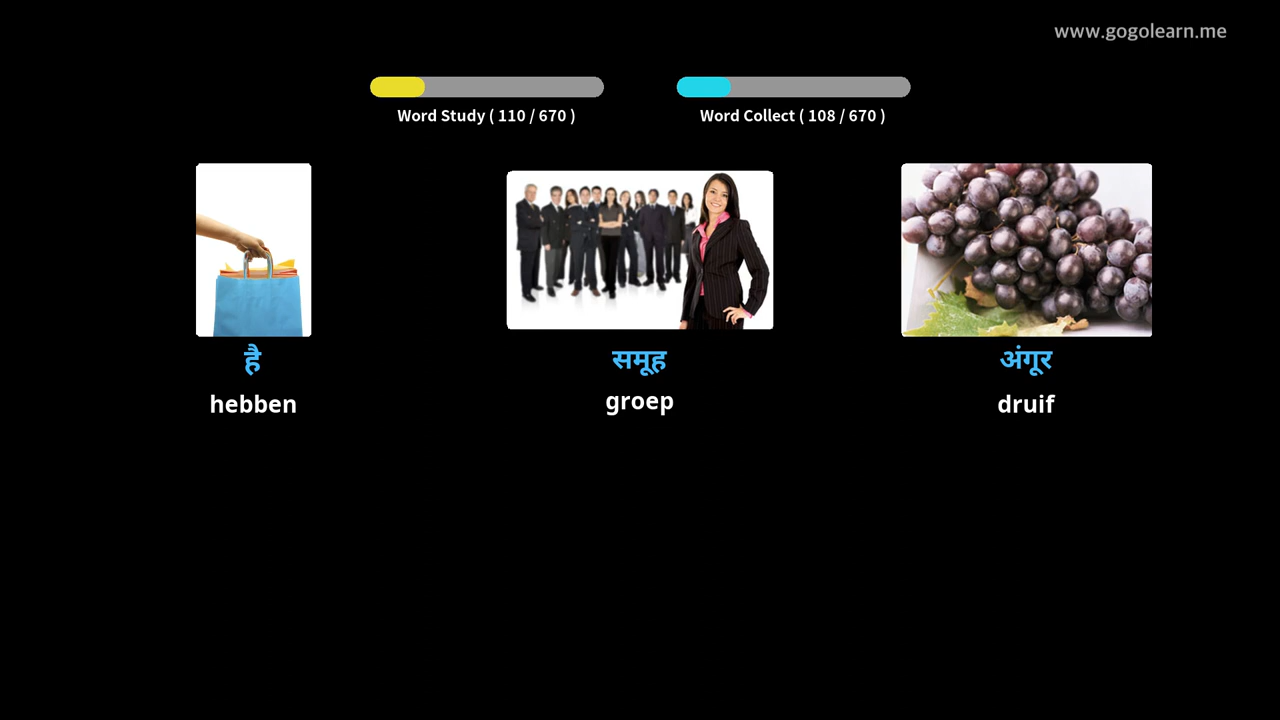 www.gogolearn.me
Word Study ( 110 / 670 )
Word Collect ( 108 / 670 )
है
समूह
अंगूर
hebben
groep
druif